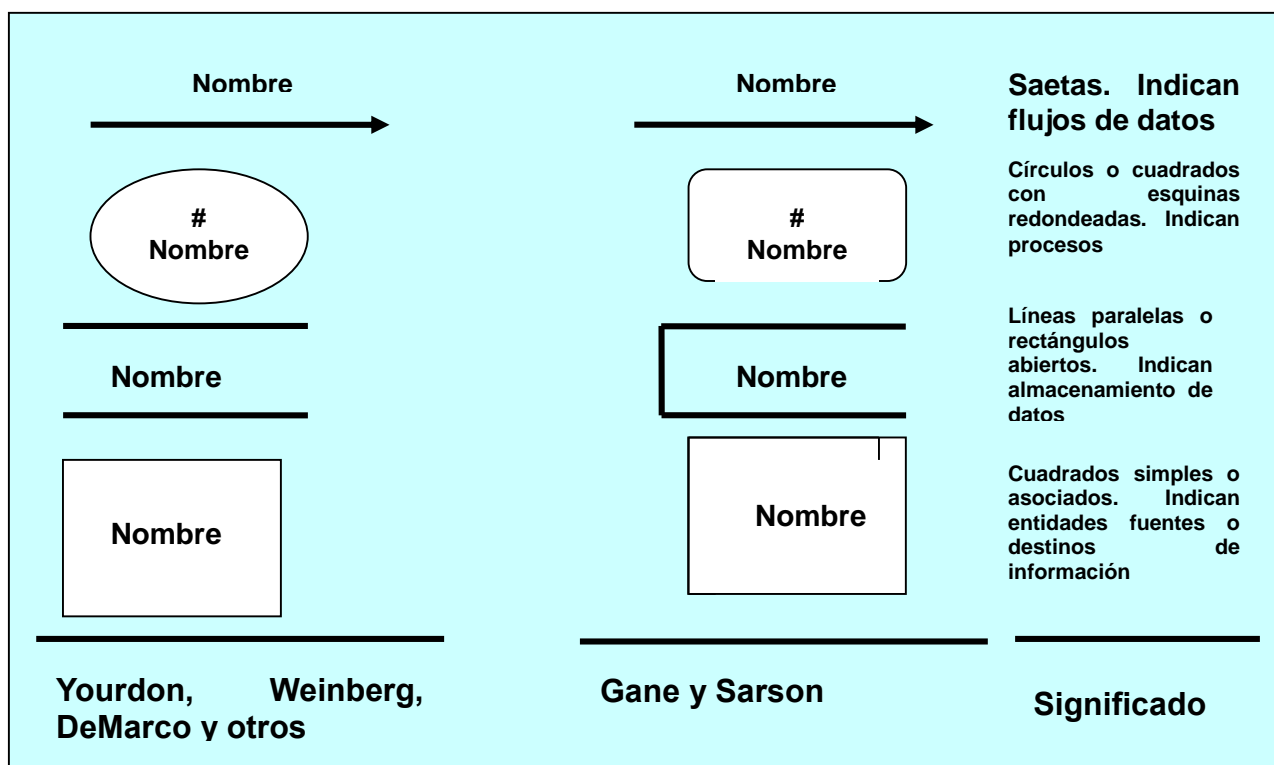 Nombre
Nombre
Saetas. Indican
flujos de datos
#
Nombre
#
Nombre
Círculos o cuadrados
con esquinas
redondeadas. Indican
procesos
Nombre
Nombre
Líneas paralelas o
rectángulos
abiertos. Indican
almacenamiento de
datos
Nombre
Nombre
Cuadrados simples o
asociados. Indican
entidades fuentes o
destinos de
información
Yourdon, Weinberg,
DeMarco y otros
Gane y Sarson
Significado